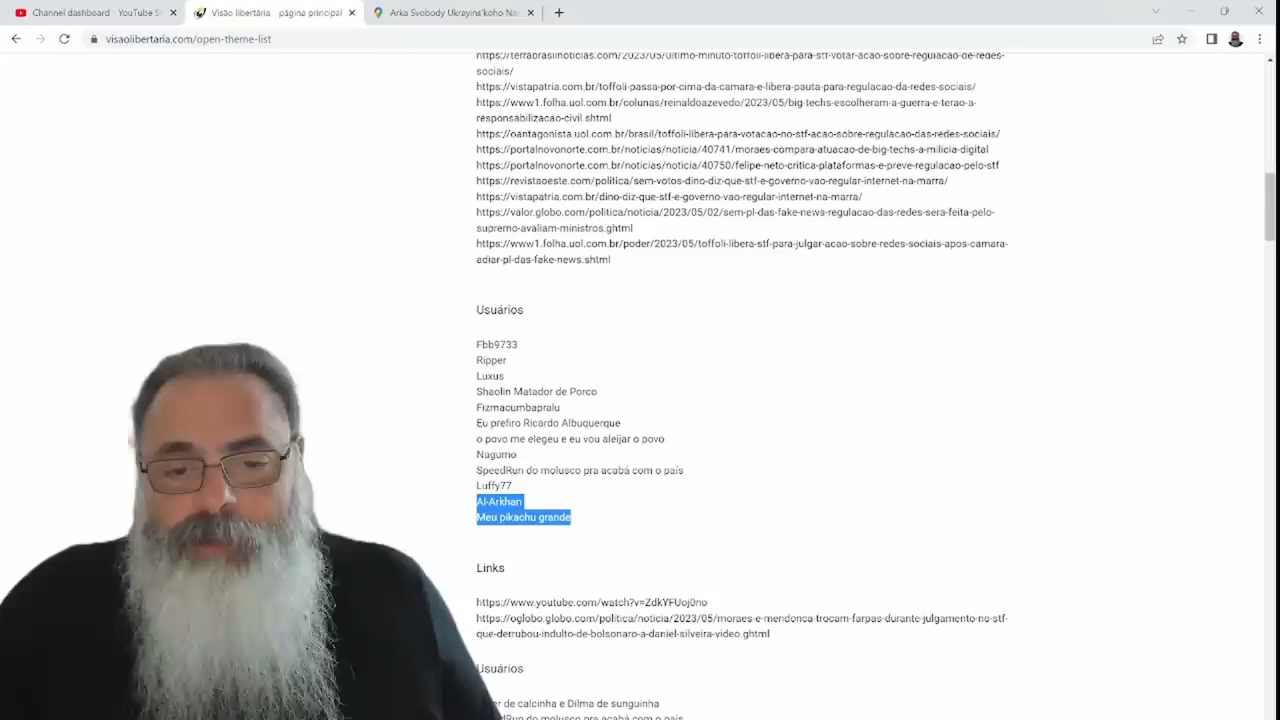 Channel dashboard - YouTube S
Visão libertária - página principal
Arka Svobody Ukrayins'koho Na
visaolibertaria.com/open-theme-list
https://terrabrasilnoticias.com/2023/05/ultimo-minuto-toffoli-libera-para-stf-votar-acao-sobre-regulacao-de-redes-
sociais/
https://vistapatria.com.br/toffoli-passa-por-cima-da-camara-e-libera-pauta-para-regulacao-da-redes-sociais/
https://www1.folha.uol.com.br/colunas/reinaldoazevedo/2023/05/big-techs-escolheram-a-guerra-e-terao-a-
responsabilizacao-civil.shtml
https://oantagonista.uol.com.br/brasil/toffoli-libera-para-votacao-no-stf-acao-sobre-regulacao-das-redes-sociais/
https://portalnovonorte.com.br/noticias/noticia/40741/moraes-compara-atuacao-de-big-techs-a-milicia-digital
https://portalnovonorte.com.br/noticias/noticia/40750/felipe-neto-critica-plataformas-e-preve-regulacao-pelo-stf
https://revistaoeste.com/politica/sem-votos-dino-diz-que-stf-e-governo-vao-regular-internet-na-marra/
https://vistapatria.com.br/dino-diz-que-stf-e-governo-vao-regular-internet-na-marra/
https://valor.globo.com/politica/noticia/2023/05/02/sem-pl-das-fake-news-regulacao-das-redes-sera-feita-pelo-
supremo-avaliam-ministros.ghtml
https://www1.folha.uol.com.br/poder/2023/05/toffoli-libera-stf-para-julgar-acao-sobre-redes-sociais-apos-camara-
adiar-pl-das-fake-news.shtml
Usuários
Fbb9733
Ripper
Luxus
Shaolin Matador de Porco
Fizmacumbapralu
Eu prefiro Ricardo Albuquerque
o povo me elegeu e eu vou aleijar o povo
Nagumo
SpeedRun do molusco pra acabá com o país
Luffy77
Al-Arkhan
Meu pikachu grande
Links
https://www.youtube.com/watch?v=ZdkYFUoj0no
https://oglobo.globo.com/politica/noticia/2023/05/moraes-e-mendonca-trocam-farpas-durante-julgamento-no-stf-
que-derrubou-indulto-de-bolsonaro-a-daniel-silveira-video.ghtml
Usuários
er de calcinha e Dilma de sunguinha
edRun do molusco pra acabá com o país